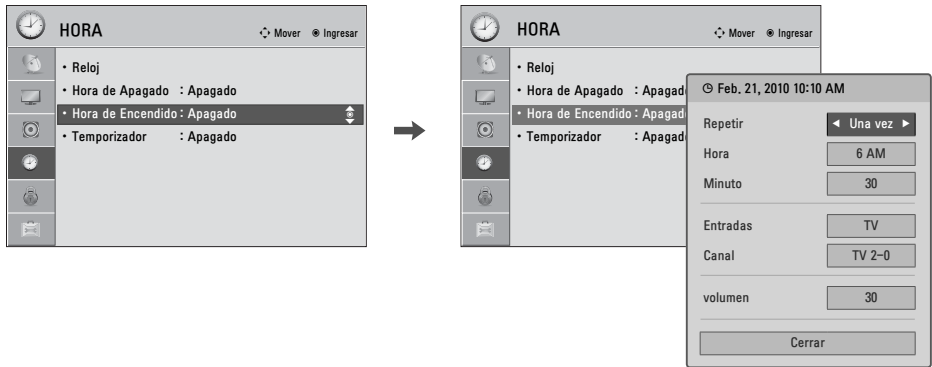 HORA
Mover Ingresar
• Reloj
• Hora de Apagado : Apagado
• Hora de Encendido : Apagado
• Temporizador : Apagado
HORA
Mover Ingresar
• Reloj
• Hora de Apagado : Apagad
• Hora de Encendido : Apagad
• Temporizador : Apagad
Feb. 21, 2010 10:10 AM
Repetir ◄ Una vez ►
Hora 6 AM
Minuto 30
Entradas TV
Canal TV 2-0
volumen 30
Cerrar